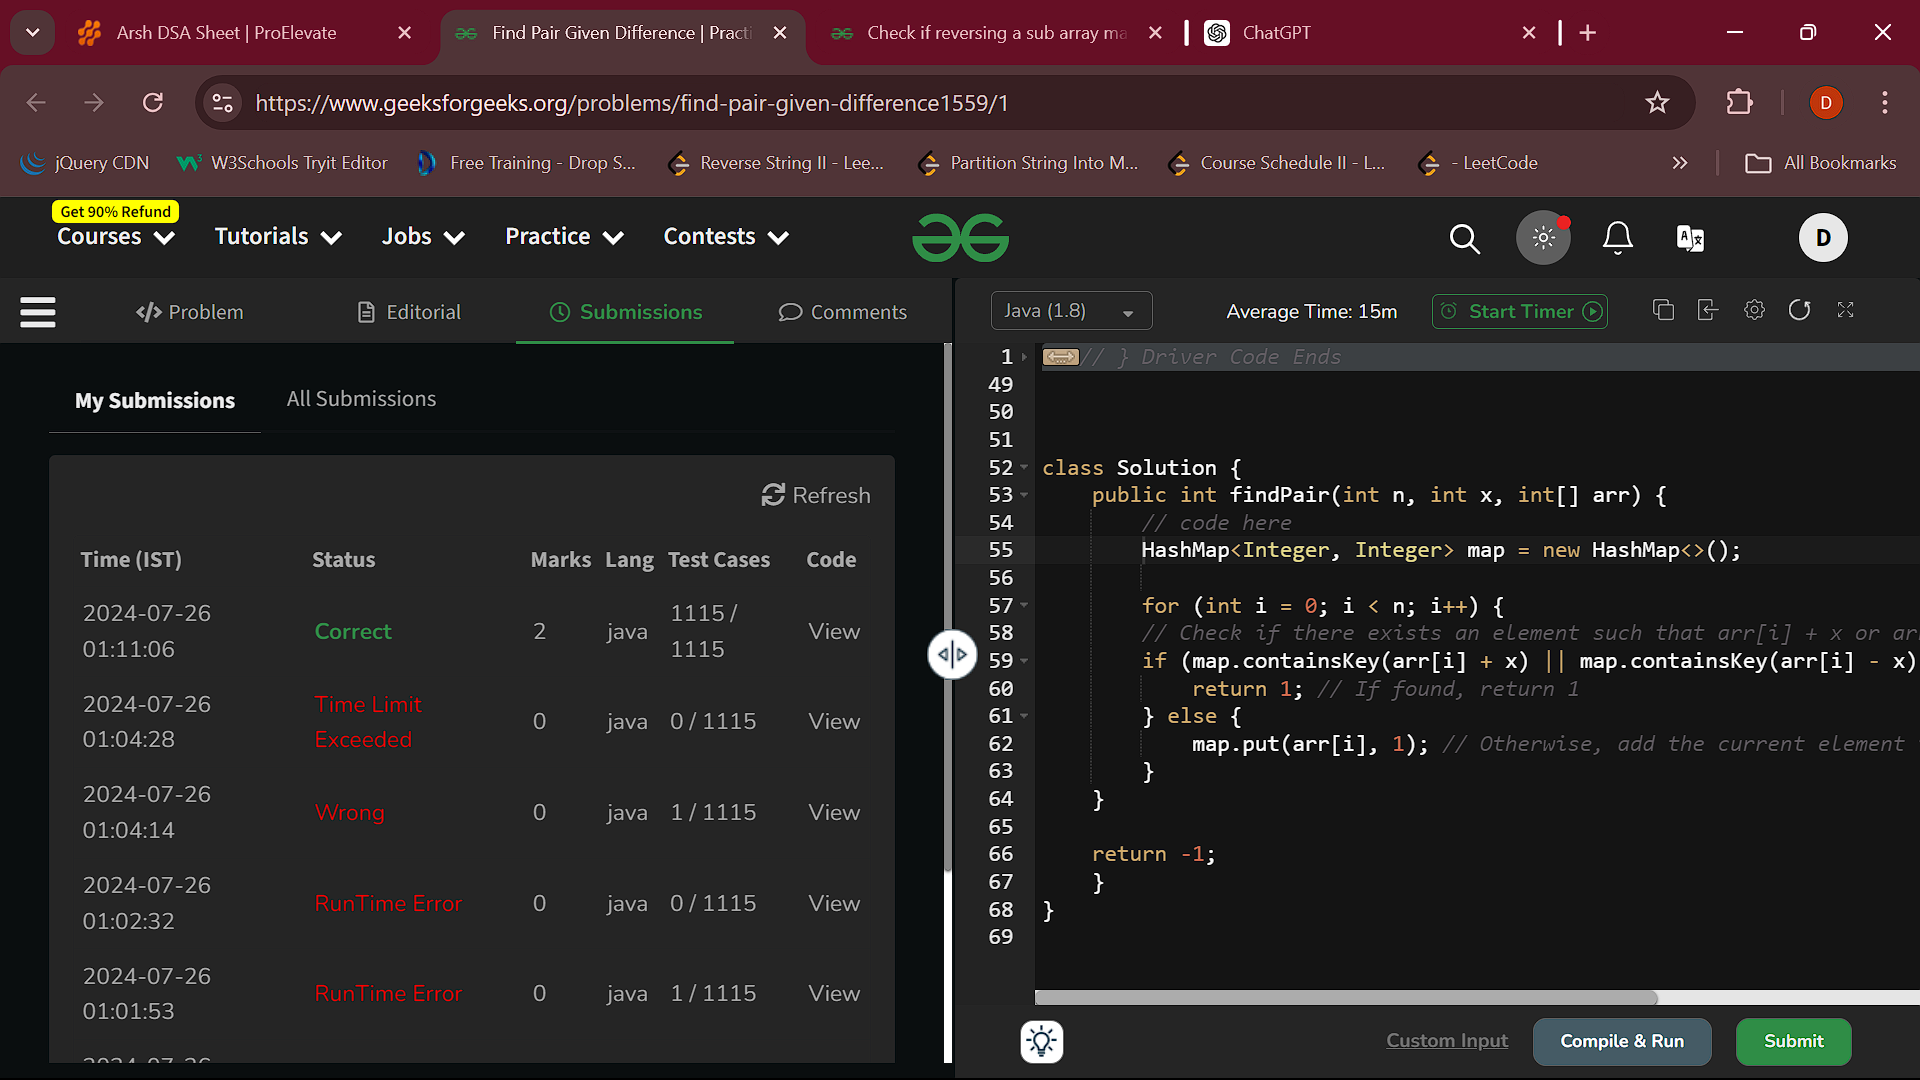 Arsh DSA Sheet | ProElevate
Find Pair Given Difference | Practi
Check if reversing a sub array ma
ChatGPT
https://www.geeksforgeeks.org/problems/find-pair-given-difference1559/1
D
jQuery CDN
W3Schools Tryit Editor
Free Training - Drop S...
Reverse String II - Lee...
Partition String Into M...
Course Schedule II - L...
- LeetCode
All Bookmarks
Get 90% Refund
Courses
Tutorials
Jobs
Practice
Contests
D
Problem
Editorial
Submissions
Comments
Java (1.8)
Average Time: 15m
Start Timer
My Submissions
All Submissions
Refresh
Time (IST) Status Marks Lang Test Cases Code
2024-07-26 01:11:06 Correct 2 java 1115 / 1115 View
2024-07-26 01:04:28 Time Limit Exceeded 0 java 0 / 1115 View
2024-07-26 01:04:14 Wrong 0 java 1 / 1115 View
2024-07-26 01:02:32 RunTime Error 0 java 0 / 1115 View
2024-07-26 01:01:53 RunTime Error 0 java 1 / 1115 View
1 // } Driver Code Ends
49
50
51
52 class Solution {
53 public int findPair(int n, int x, int[] arr) {
54 // code here
55 HashMap<Integer, Integer> map = new HashMap<>();
56
57 for (int i = 0; i < n; i++) {
58 // Check if there exists an element such that arr[i] + x or ar
59 if (map.containsKey(arr[i] + x) || map.containsKey(arr[i] - x)
60 return 1; // If found, return 1
61 } else {
62 map.put(arr[i], 1); // Otherwise, add the current element
63 }
64 }
65
66 return -1;
67 }
68 }
69
Custom Input
Compile & Run
Submit